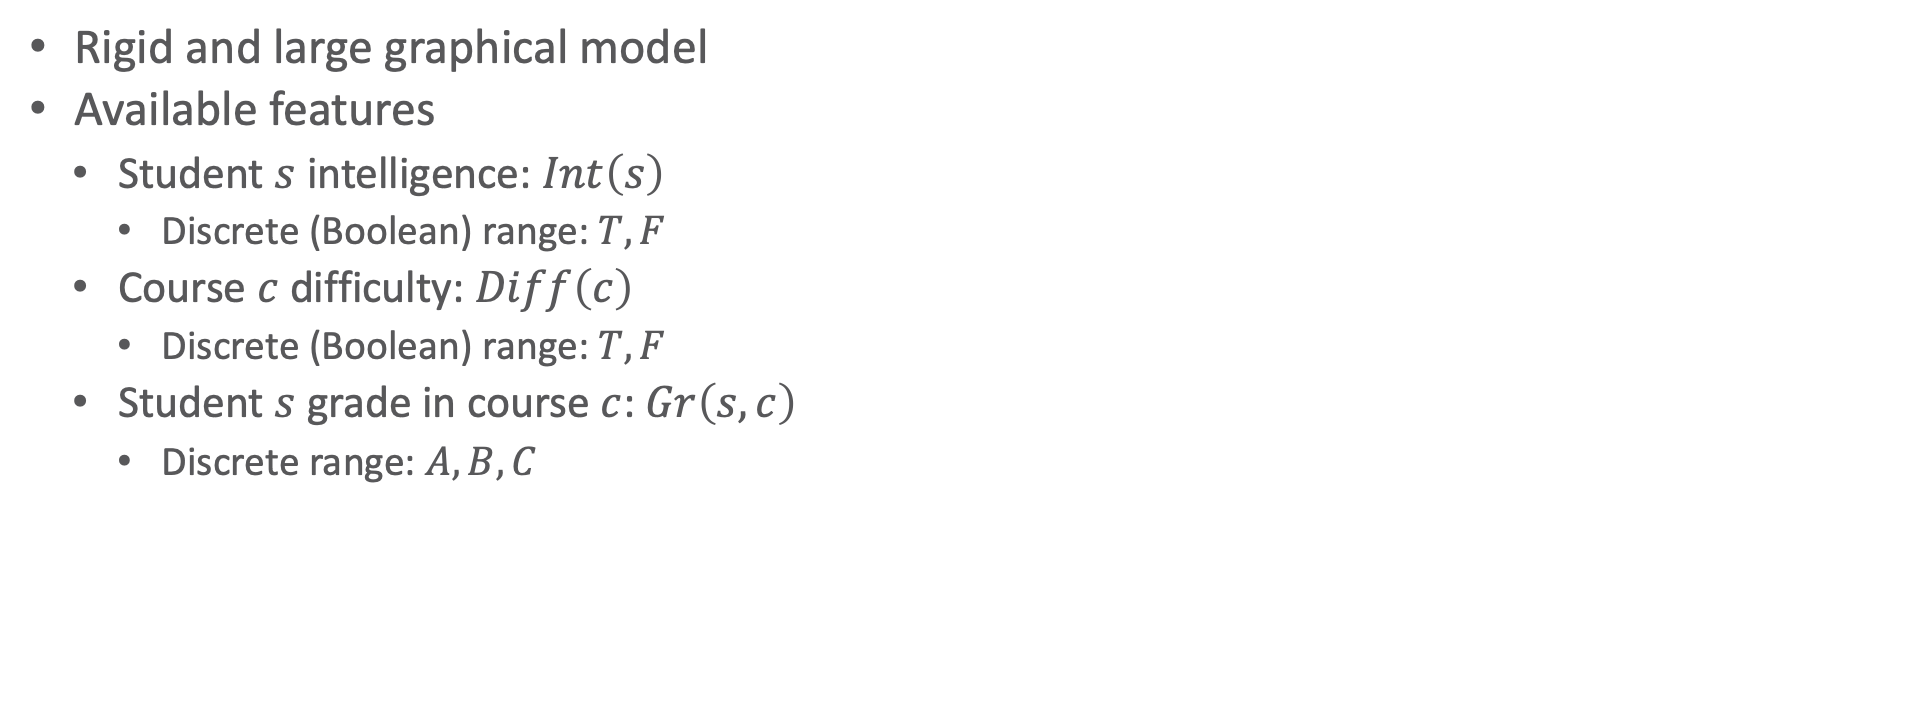 • Rigid and large graphical model
• Available features
• Student s intelligence: Int(s)
• Discrete (Boolean) range: T, F
• Course c difficulty: Diff(c)
• Discrete (Boolean) range: T, F
• Student s grade in course c: Gr(s, c)
• Discrete range: A, B, C